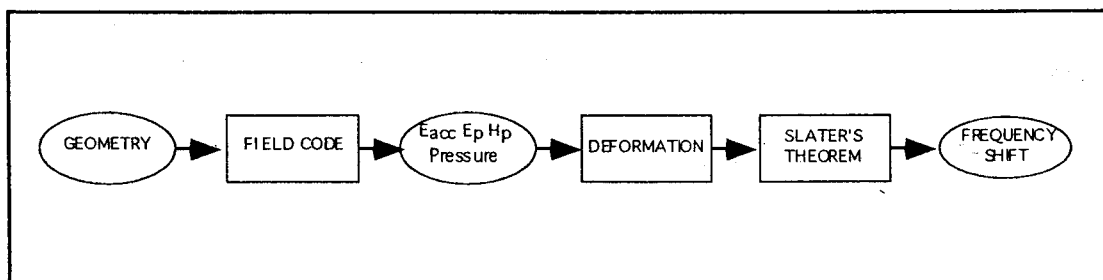 GEOMETRY
FIELD CODE
Eacc Ep Hp
Pressure
DEFORMATION
SLATER'S
THEOREM
FREQUENCY
SHIFT